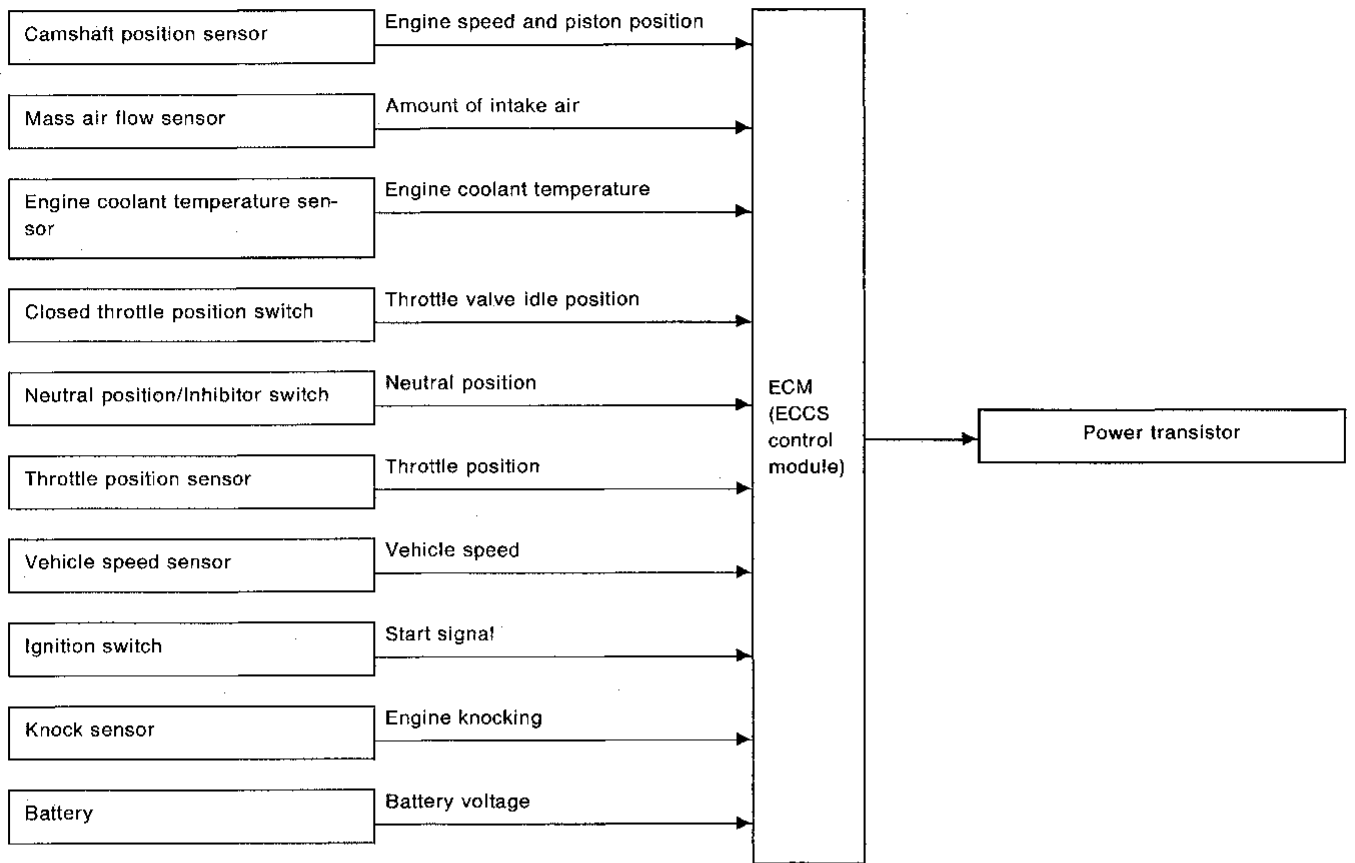 Camshaft position sensor
Engine speed and piston position
Mass air flow sensor
Amount of intake air
Engine coolant temperature sen-
sor
Engine coolant temperature
Closed throttle position switch
Throttle valve idle position
Neutral position/Inhibitor switch
Neutral position
Throttle position sensor
Throttle position
Vehicle speed sensor
Vehicle speed
Ignition switch
Start signal
Knock sensor
Engine knocking
Battery
Battery voltage
ECM
(ECCS
control
module)
Power transistor